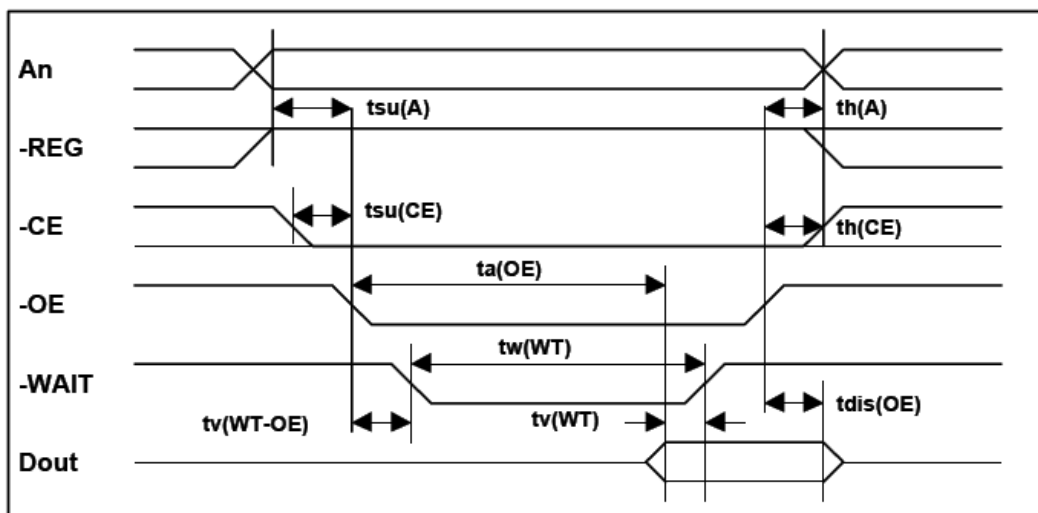 An
tsu(A)
th(A)
-REG
-CE
tsu(CE)
th(CE)
ta(OE)
-OE
tw(WT)
-WAIT
tv(WT-OE)
tv(WT)
tdis(OE)
Dout